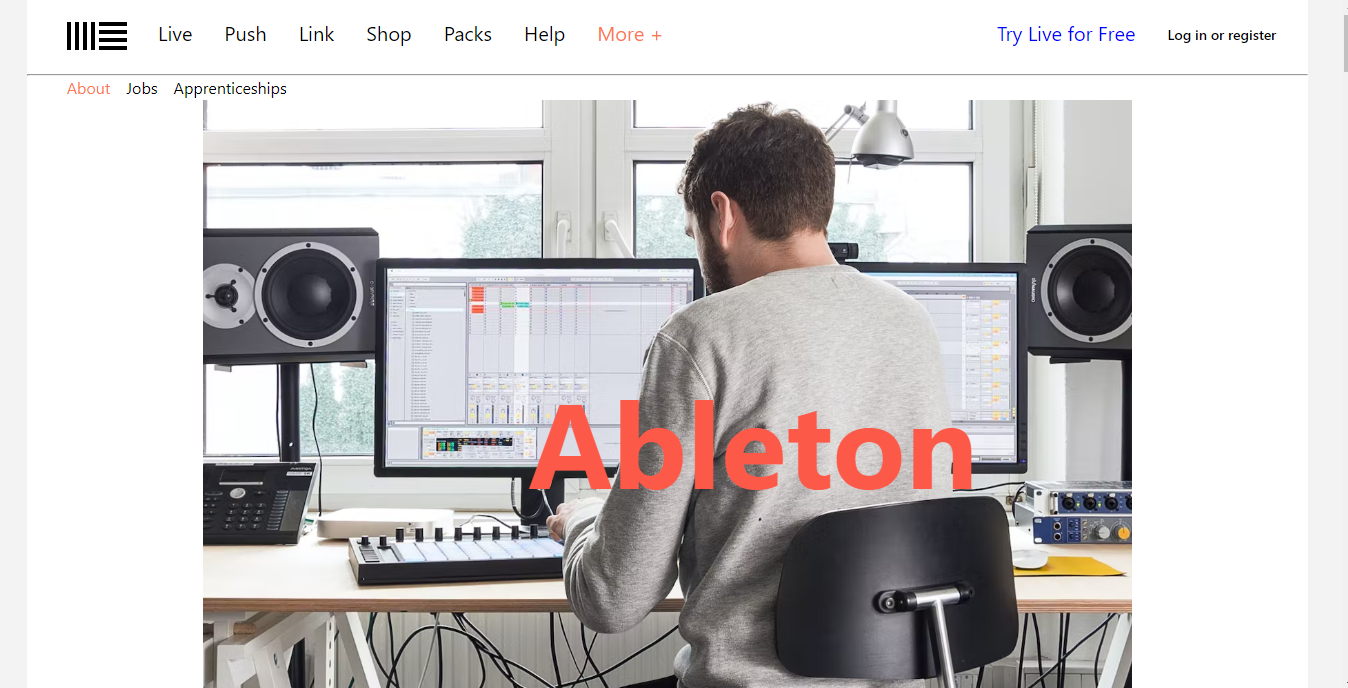 Live Push Link Shop Packs Help More + Try Live for Free Log in or register
About Jobs Apprenticeships
Ableton